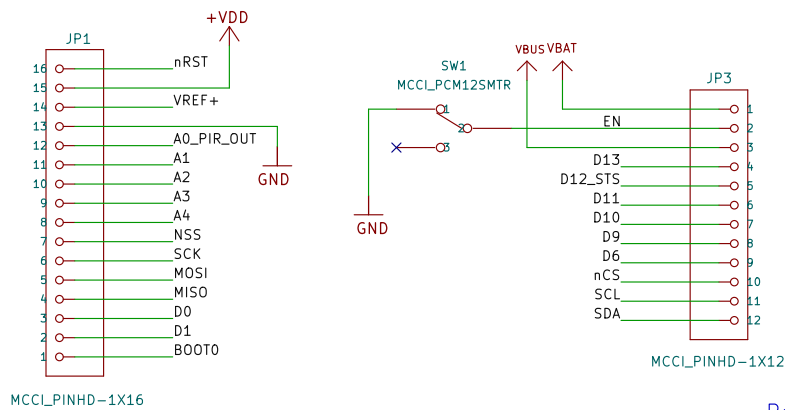 +VDD
JP1
16 nRST
15
14 VREF+
13
12 A0_PIR_OUT
11 A1
10 A2
9 A3
8 A4
7 NSS
6 SCK
5 MOSI
4 MISO
3 D0
2 D1
1 BOOT0
GND
MCCI_PINHD-1X16
SW1
MCCI_PCM12SMTR
1
2
3
GND
VBUS VBAT
JP3
1
EN 2
3
D13 4
D12_STS 5
D11 6
D10 7
D9 8
D6 9
nCS 10
SCL 11
SDA 12
MCCI_PINHD-1X12